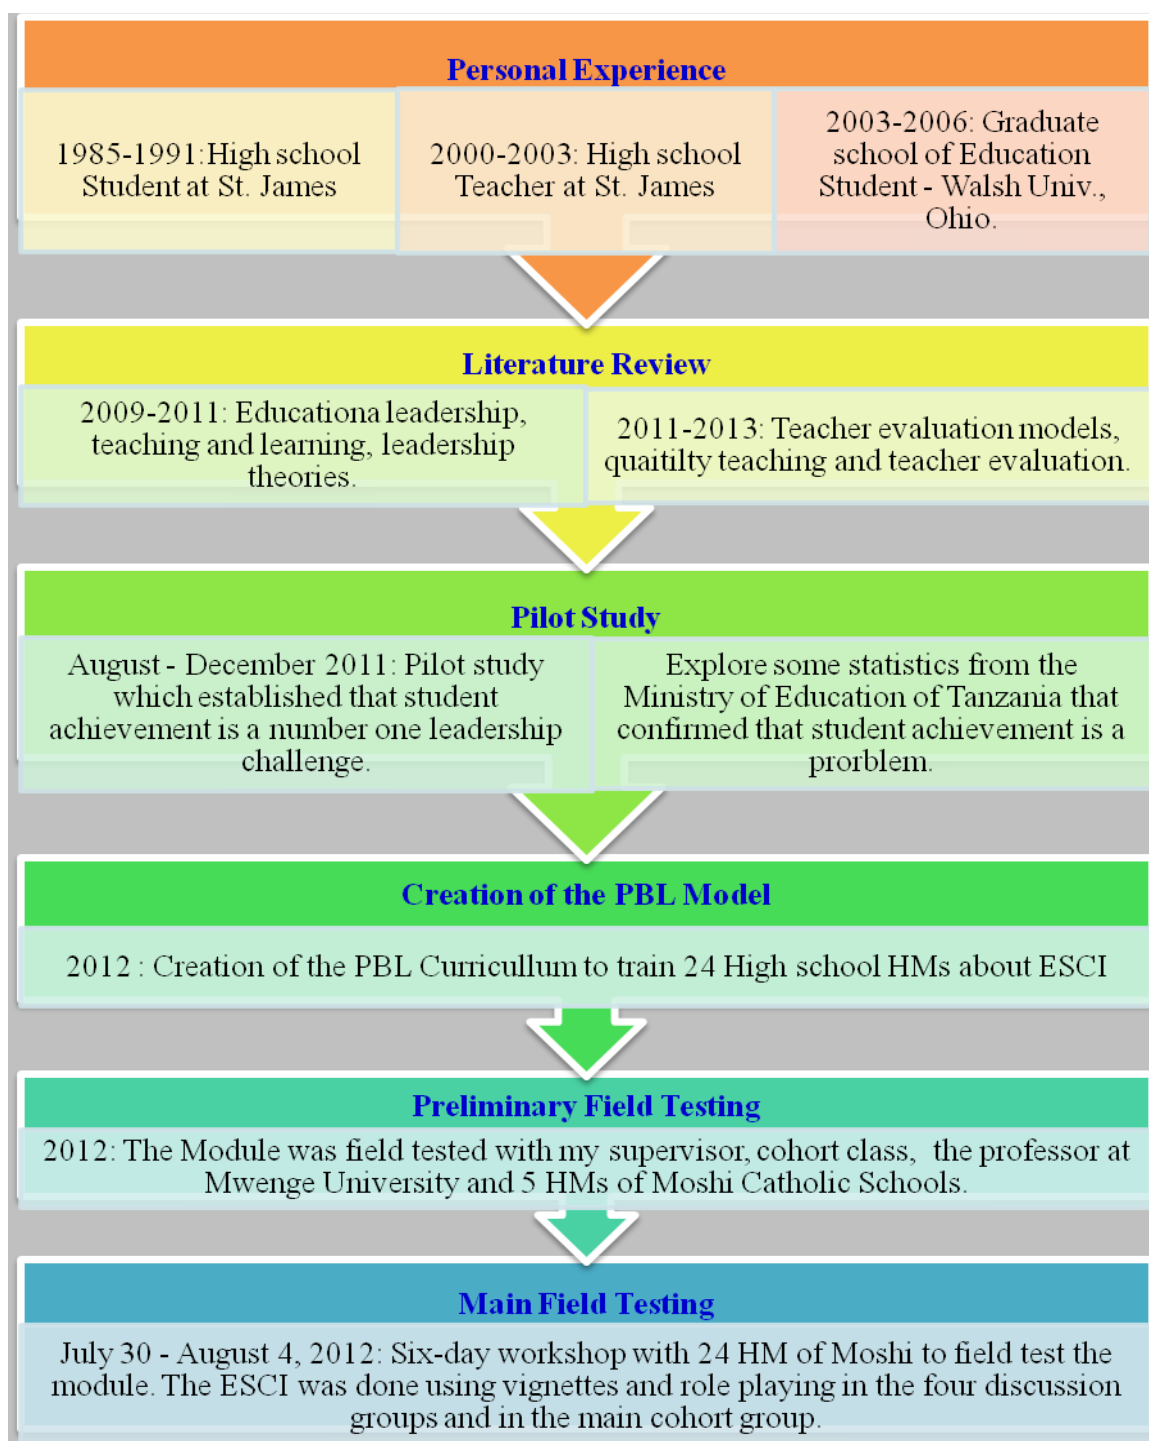 Personal Experience
1985-1991: High school
Student at St. James
2000-2003: High school
Teacher at St. James
2003-2006: Graduate
school of Education
Student - Walsh Univ.,
Ohio.
Literature Review
2009-2011: Educationa leadership,
teaching and learning, leadership
theories.
2011-2013: Teacher evaluation models,
quaitilty teaching and teacher evaluation.
Pilot Study
August - December 2011: Pilot study
which established that student
achievement is a number one leadership
challenge.
Explore some statistics from the
Ministry of Education of Tanzania that
confirmed that student achievement is a
prorblem.
Creation of the PBL Model
2012 : Creation of the PBL Curricullum to train 24 High school HMs about ESCI
Preliminary Field Testing
2012: The Module was field tested with my supervisor, cohort class,  the professor at
Mwenge University and 5 HMs of Moshi Catholic Schools.
Main Field Testing
July 30 - August 4, 2012: Six-day workshop with 24 HM of Moshi to field test the
module. The ESCI was done using vignettes and role playing in the four discussion
groups and in the main cohort group.